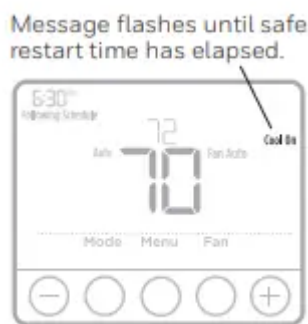 Message flashes until safe
restart time has elapsed.
6:30
Following Schedule
72
Cool On
Auto
70
Fan Auto
Mode Menu Fan
− +